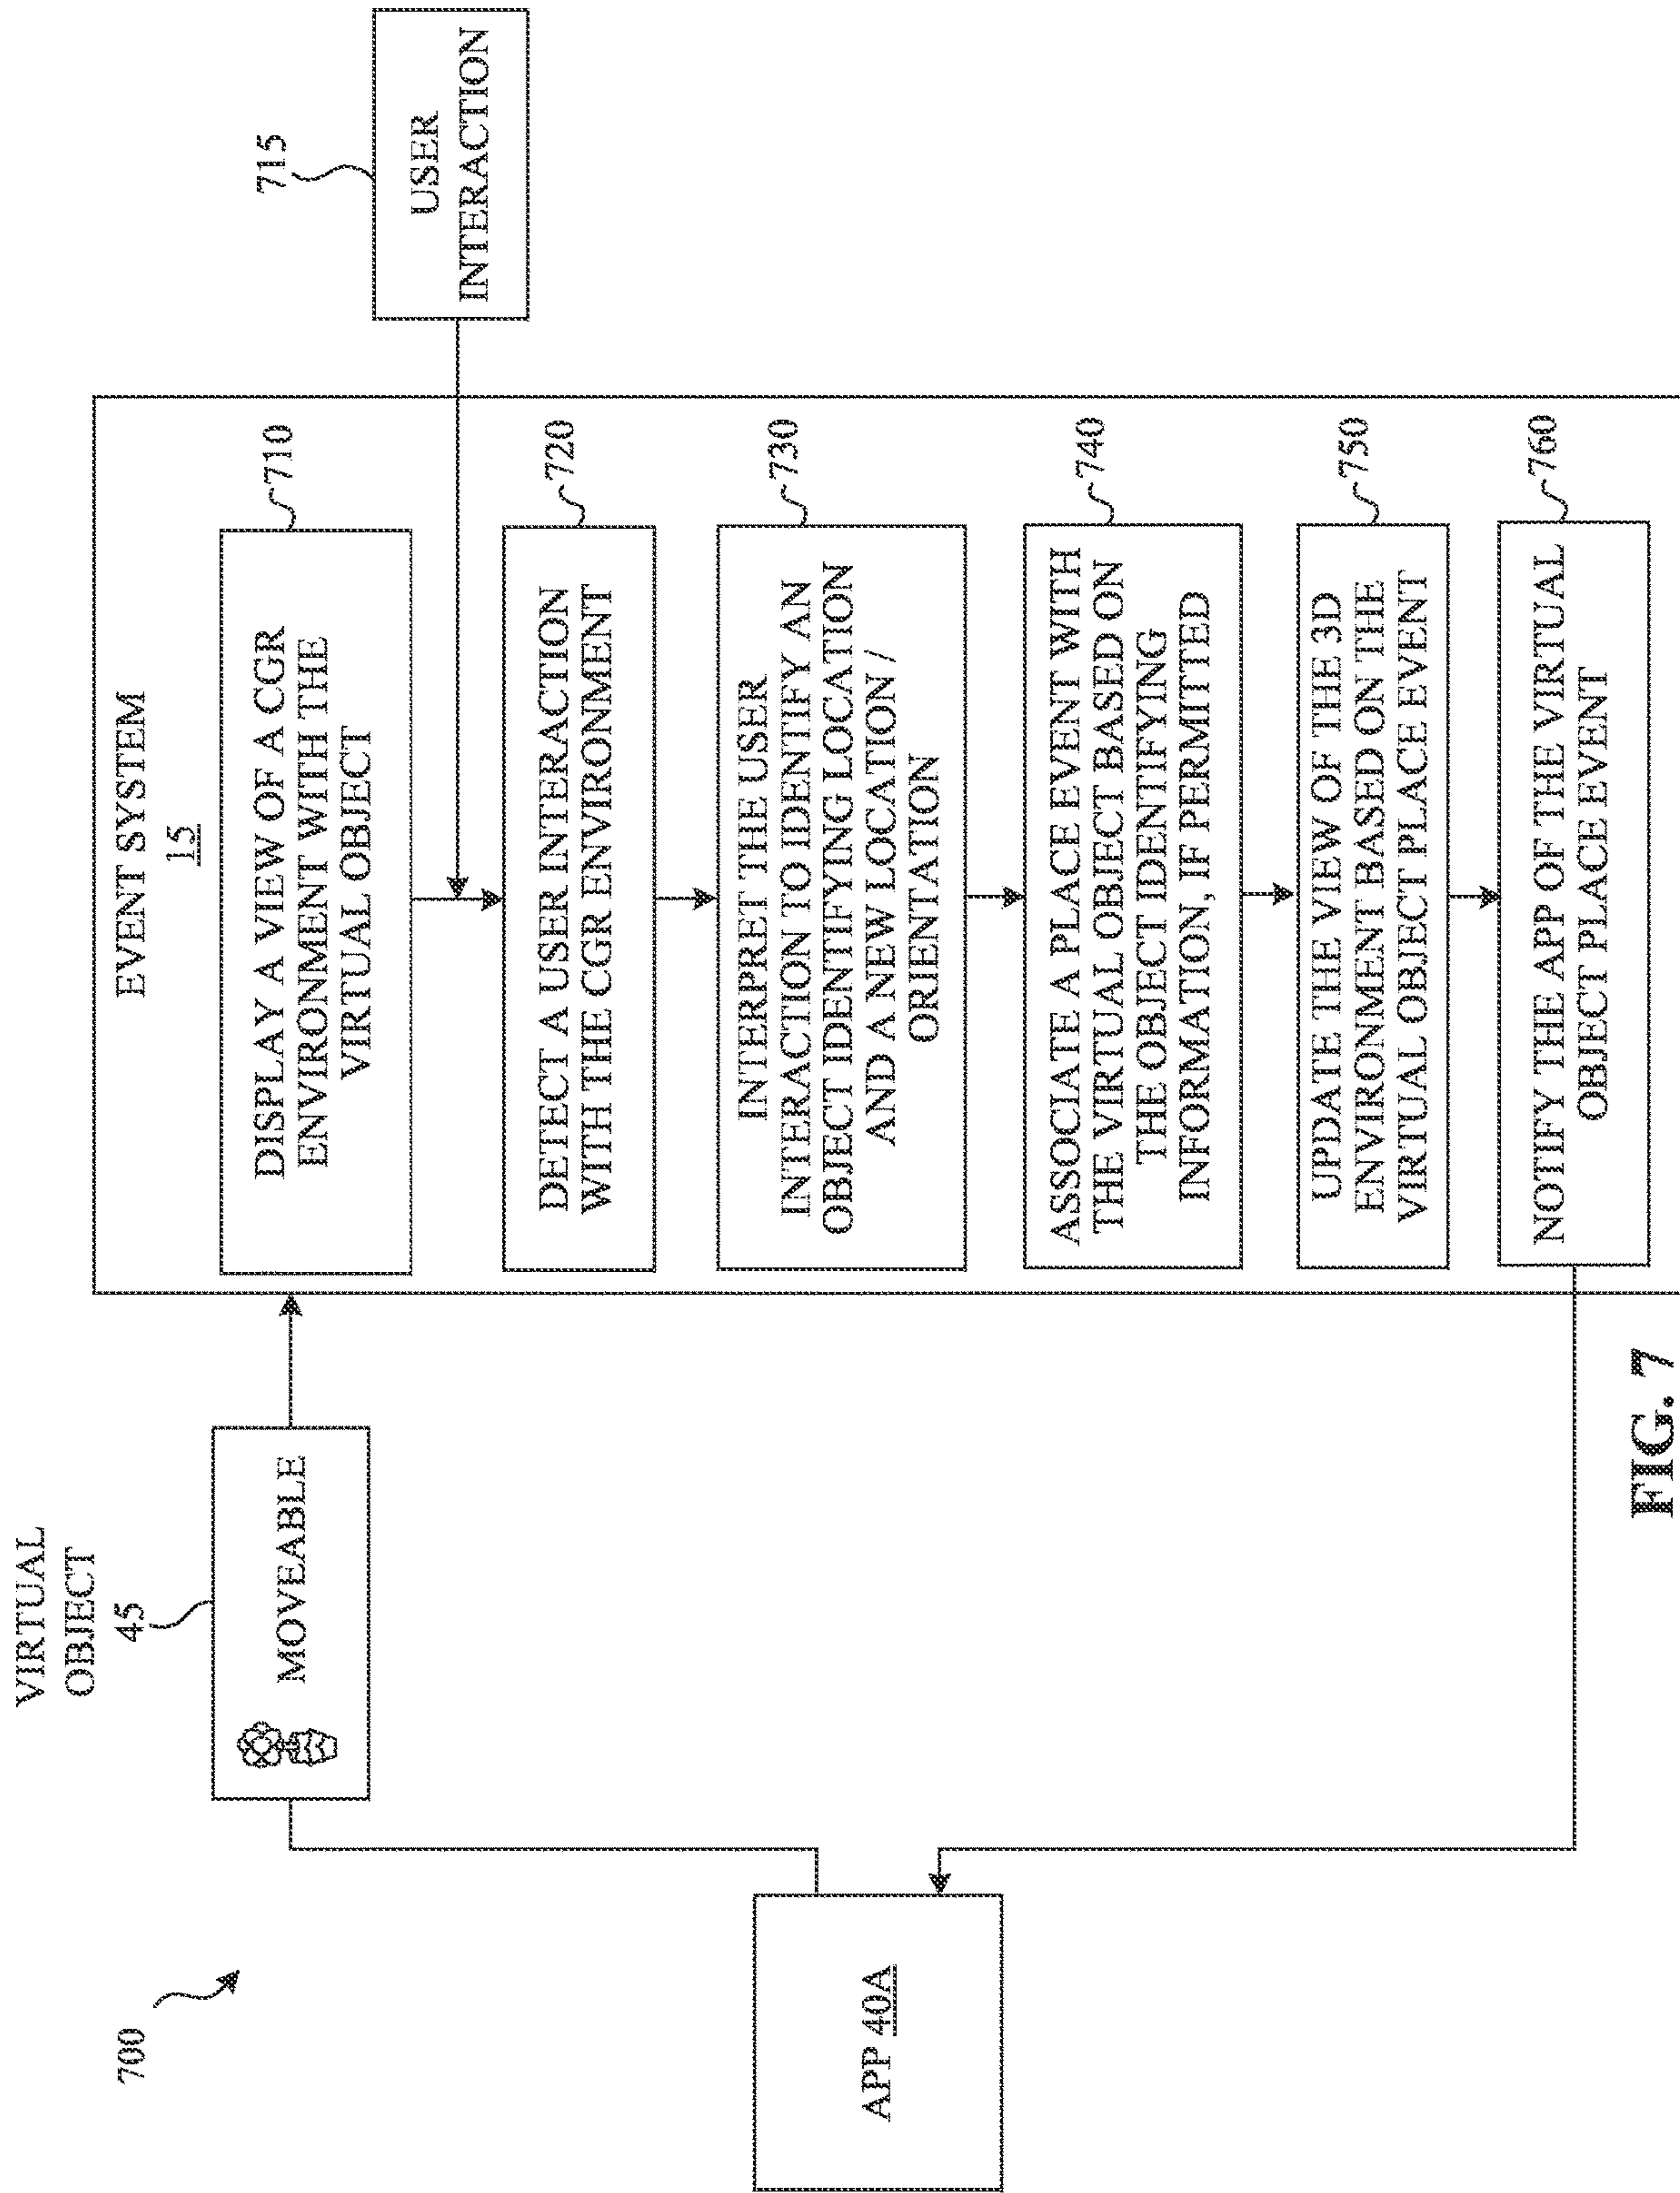 700
VIRTUAL
OBJECT
45
MOVEABLE
APP 40A
EVENT SYSTEM
15
DISPLAY A VIEW OF A CGR
ENVIRONMENT WITH THE
VIRTUAL OBJECT
710
USER
INTERACTION
715
DETECT A USER INTERACTION
WITH THE CGR ENVIRONMENT
720
INTERPRET THE USER
INTERACTION TO IDENTIFY AN
OBJECT IDENTIFYING LOCATION
AND A NEW LOCATION /
ORIENTATION
730
ASSOCIATE A PLACE EVENT WITH
THE VIRTUAL OBJECT BASED ON
THE OBJECT IDENTIFYING
INFORMATION, IF PERMITTED
740
UPDATE THE VIEW OF THE 3D
ENVIRONMENT BASED ON THE
VIRTUAL OBJECT PLACE EVENT
750
NOTIFY THE APP OF THE VIRTUAL
OBJECT PLACE EVENT
760
FIG. 7